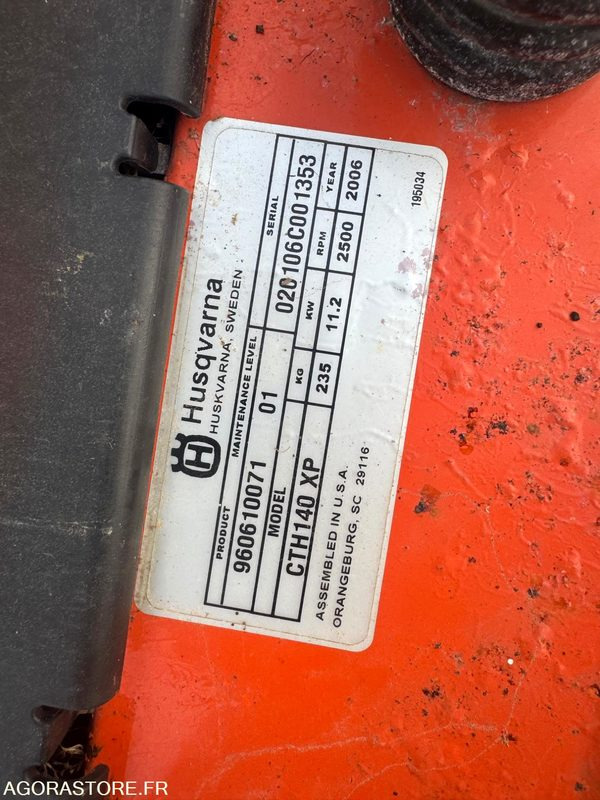 Husqvarna
HUSKVARNA, SWEDEN
PRODUCT MAINTENANCE LEVEL SERIAL
960610071 01 020106C001353
MODEL KG KW RPM YEAR
CTH140 XP 235 11.2 2500 2006
ASSEMBLED IN U.S.A.
ORANGEBURG, SC 29116
195034
AGORASTORE.FR